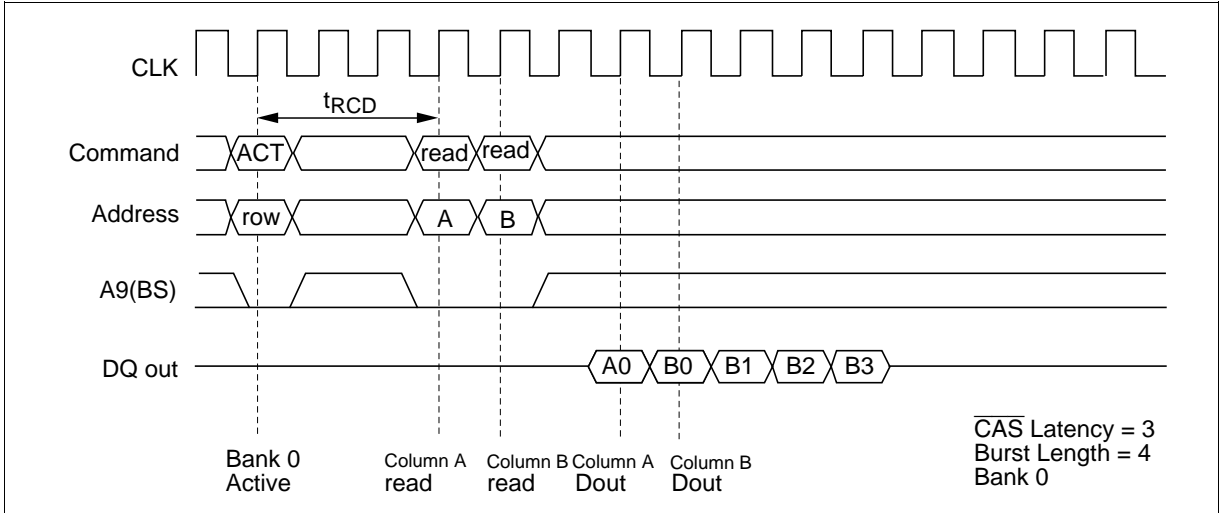 CLK
tRCD
Command ACT read read
Address row A B
A9(BS)
DQ out A0 B0 B1 B2 B3
Bank 0
Active
Column A
read
Column B
read
Column A
Dout
Column B
Dout
CAS Latency = 3
Burst Length = 4
Bank 0